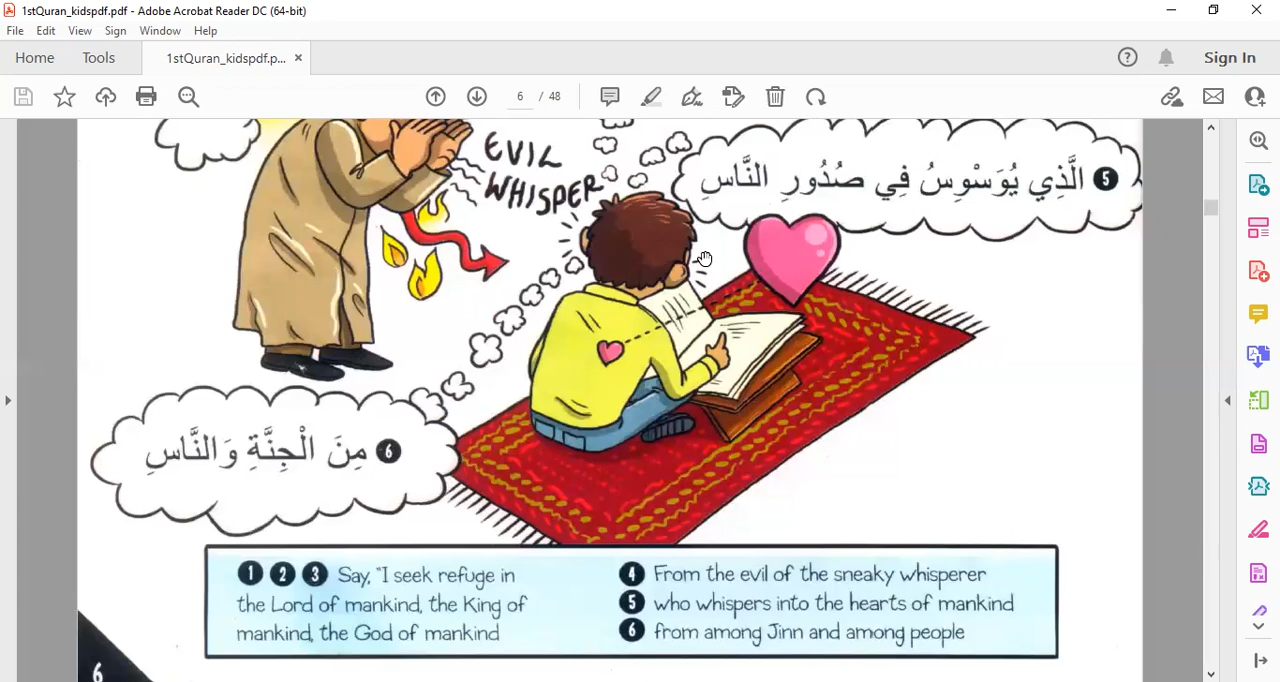 1stQuran_kidspdf.pdf - Adobe Acrobat Reader DC (64-bit)
File Edit View Sign Window Help
Home Tools 1stQuran_kidspdf.p... Sign In
6 / 48
EVIL
WHISPER
5 الَّذِي يُوَسْوِسُ فِي صُدُورِ النَّاسِ
6 مِنَ الْجِنَّةِ وَالنَّاسِ
1 2 3 Say, "I seek refuge in
the Lord of mankind, the King of
mankind, the God of mankind
4 From the evil of the sneaky whisperer
5 who whispers into the hearts of mankind
6 from among Jinn and among people
6